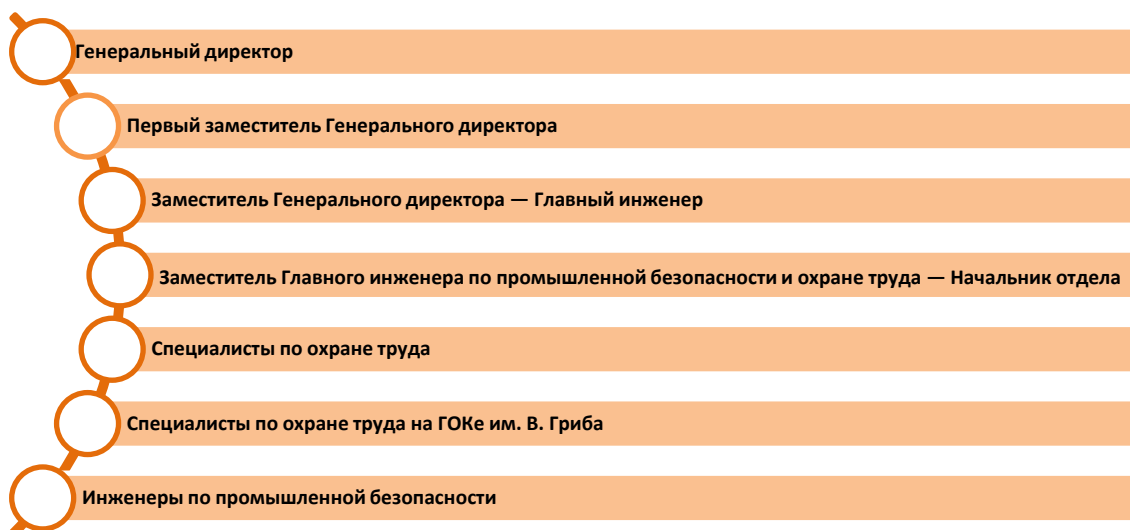 Генеральный директор
Первый заместитель Генерального директора
Заместитель Генерального директора — Главный инженер
Заместитель Главного инженера по промышленной безопасности и охране труда — Начальник отдела
Специалисты по охране труда
Специалисты по охране труда на ГОКе им. В. Гриба
Инженеры по промышленной безопасности